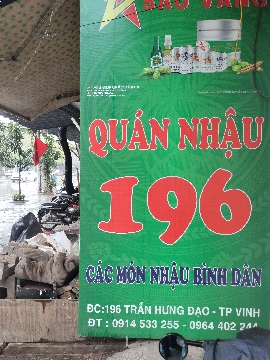 SAO VÀNG
QUÁN NHẬU
196
CÁC MÓN NHẬU BÌNH DÂN
ĐC:196 TRẦN HƯNG ĐẠO - TP VINH
ĐT : 0914 533 255 - 0964 402 244